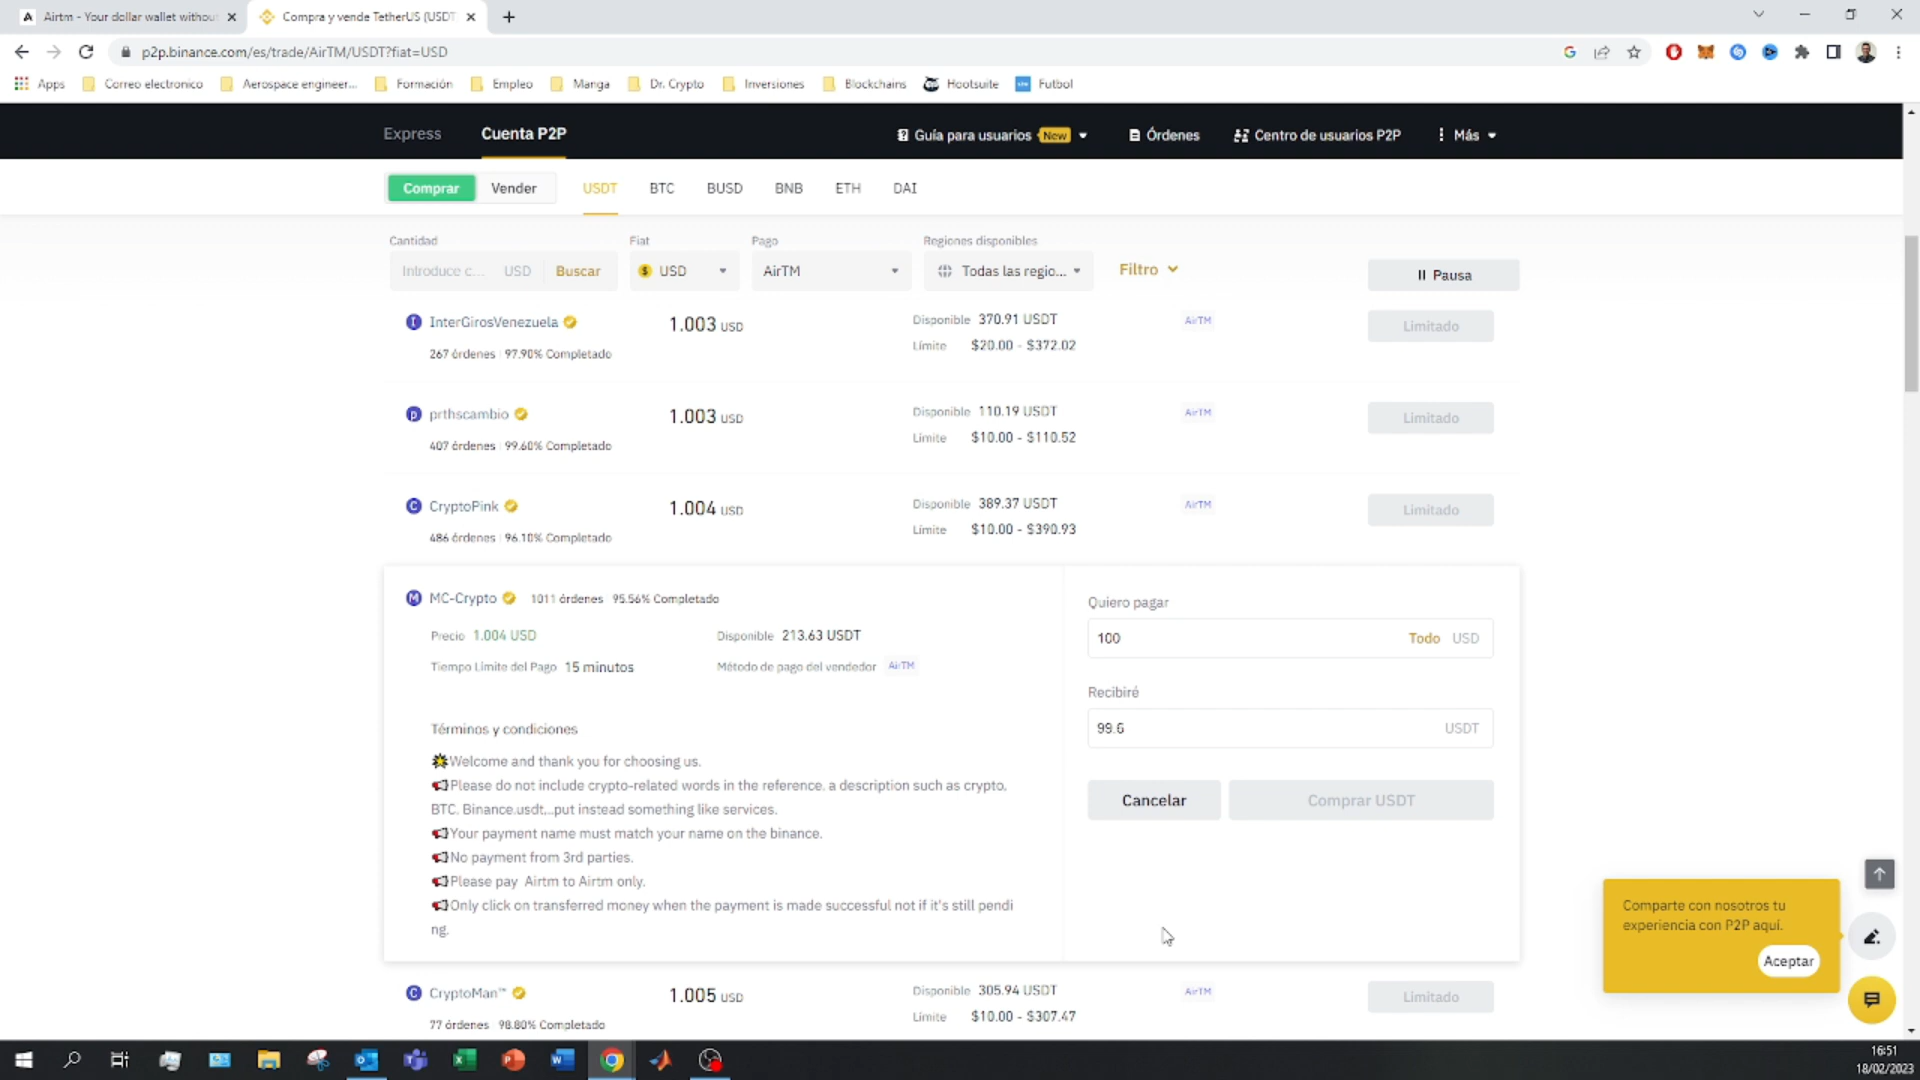 Airtm - Your dollar wallet withou
Compra y vende TetherUS (USDT
p2p.binance.com/es/trade/AirTM/USDT?fiat=USD
Apps
Correo electronico
Aerospace engineer...
Formación
Empleo
Manga
Dr. Crypto
Inversiones
Blockchains
Hootsuite
Futbol
Express
Cuenta P2P
Guía para usuarios New
Órdenes
Centro de usuarios P2P
Más
Comprar
Vender
USDT
BTC
BUSD
BNB
ETH
DAI
Cantidad
Fiat
Pago
Regiones disponibles
Introduce c... USD Buscar
USD
AirTM
Todas las regio...
Filtro
Pausa
InterGirosVenezuela
1.003 USD
Disponible 370.91 USDT
AirTM
Limitado
267 órdenes 97.90% Completado
Límite $20.00 - $372.02
prthscambio
1.003 USD
Disponible 110.19 USDT
AirTM
Limitado
407 órdenes 99.60% Completado
Límite $10.00 - $110.52
CryptoPink
1.004 USD
Disponible 389.37 USDT
AirTM
Limitado
486 órdenes 96.10% Completado
Límite $10.00 - $390.93
MC-Crypto 1011 órdenes 95.56% Completado
Precio 1.004 USD
Disponible 213.63 USDT
Tiempo Límite del Pago 15 minutos
Método de pago del vendedor AirTM
Términos y condiciones
Welcome and thank you for choosing us.
Please do not include crypto-related words in the reference. a description such as crypto.
BTC. Binance.usdt...put instead something like services.
Your payment name must match your name on the binance.
No payment from 3rd parties.
Please pay Airtm to Airtm only.
Only click on transferred money when the payment is made successful not if it's still pendi
ng.
Quiero pagar
100 Todo USD
Recibiré
99.6 USDT
Cancelar
Comprar USDT
Comparte con nosotros tu
experiencia con P2P aquí.
Aceptar
CryptoMan™
1.005 USD
Disponible 305.94 USDT
AirTM
Limitado
77 órdenes 98.80% Completado
Límite $10.00 - $307.47
16:51
18/02/2023